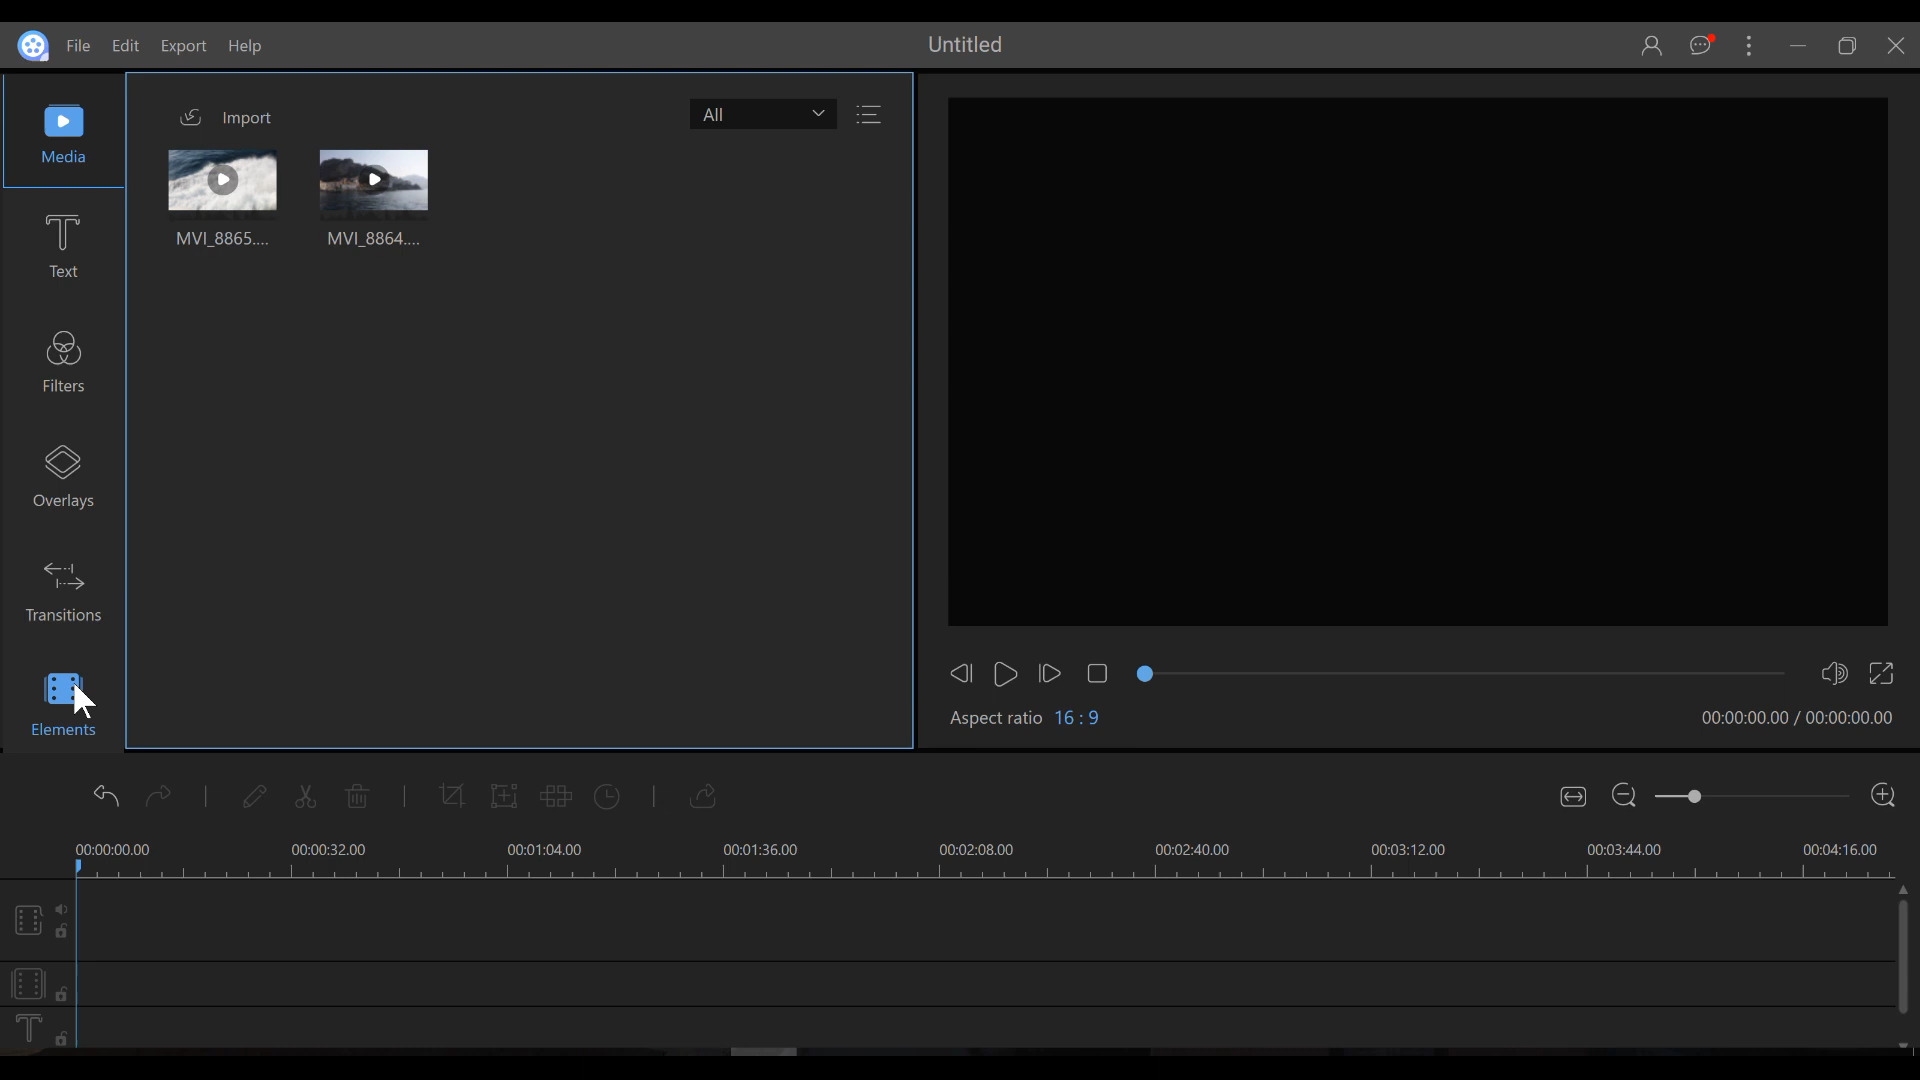 File Edit Export Help
Untitled
Media
Import
All
MVI_8865....
MVI_8864....
Text
Filters
Overlays
Transitions
Elements
Aspect ratio 16 : 9
00:00:00.00 / 00:00:00.00
00:00:00.00 00:00:32.00 00:01:04.00 00:01:36.00 00:02:08.00 00:02:40.00 00:03:12.00 00:03:44.00 00:04:16.00